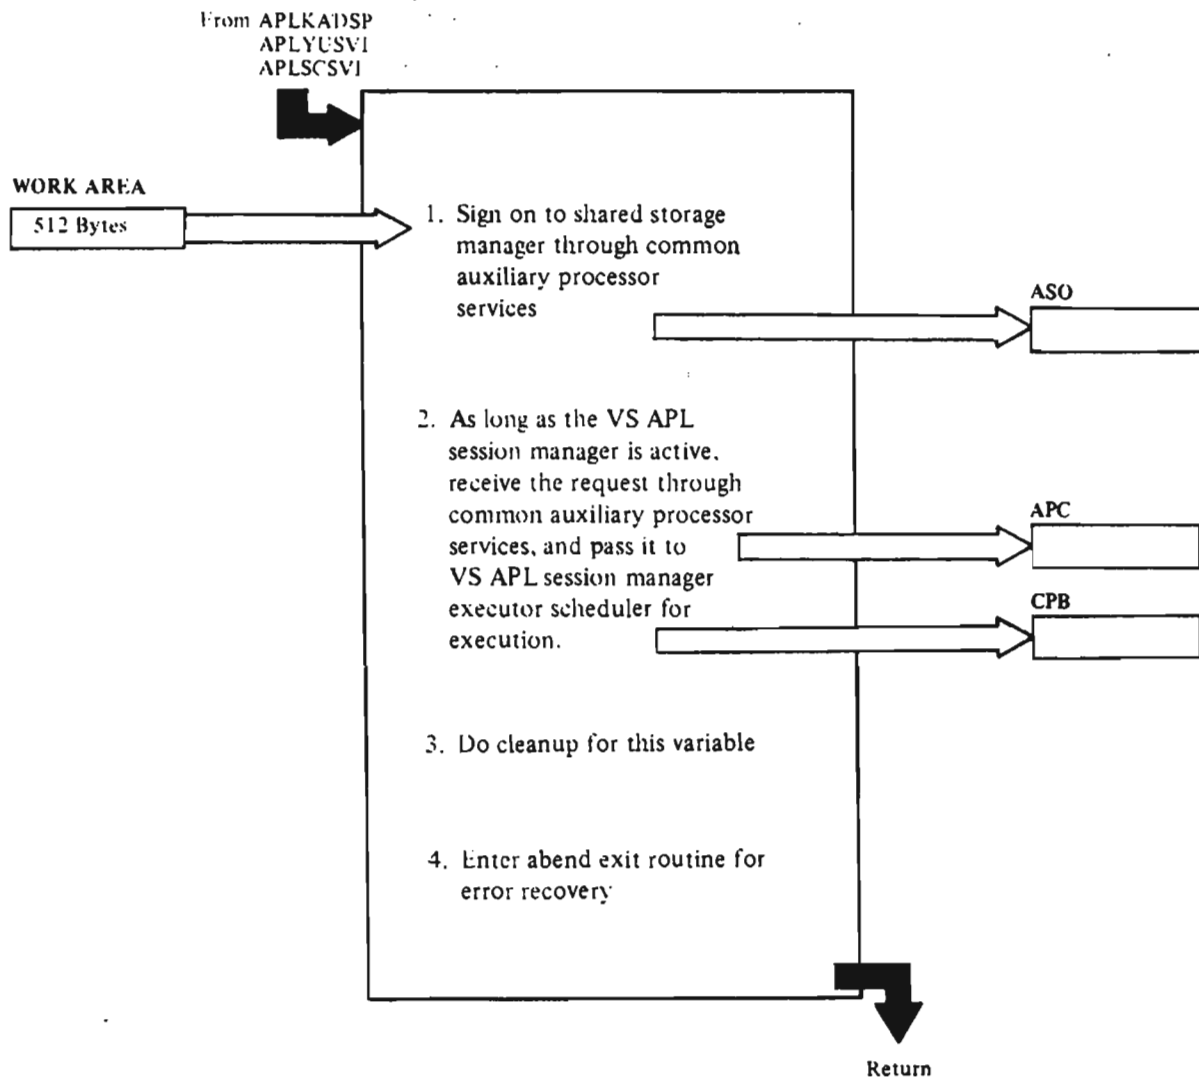 From APLKADSP
APLYUSVI
APLSCSVI
WORK AREA
512 Bytes
1. Sign on to shared storage
manager through common
auxiliary processor
services
ASO
2. As long as the VS APL
session manager is active,
receive the request through
common auxiliary processor
services, and pass it to
VS APL session manager
executor scheduler for
execution.
APC
CPB
3. Do cleanup for this variable
4. Enter abend exit routine for
error recovery
Return